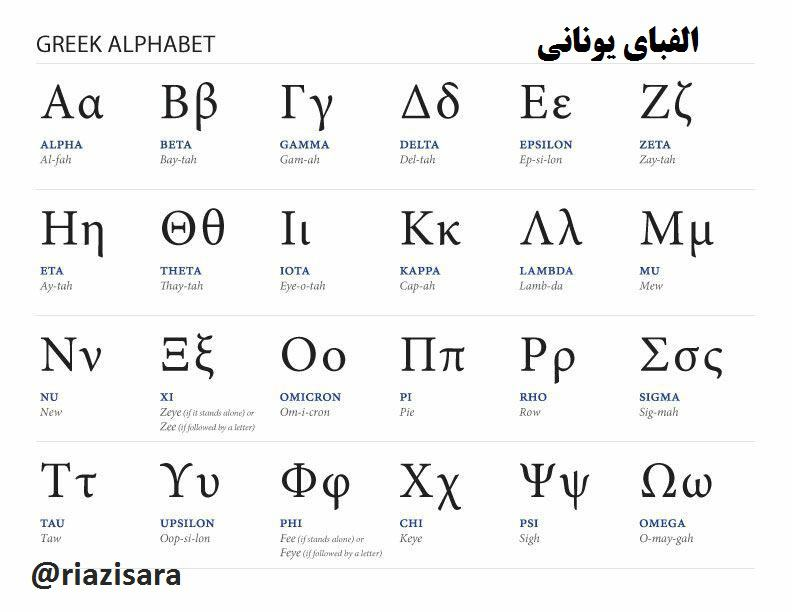 GREEK ALPHABET الفبای یونانی
Αα Ββ Γγ Δδ Εε Ζζ
ALPHA BETA GAMMA DELTA EPSILON ZETA
Al-fah Bay-tah Gam-ah Del-tah Ep-si-lon Zay-tah
Ηη Θθ Ιι Κκ Λλ Μμ
ETA THETA IOTA KAPPA LAMBDA MU
Ay-tah Thay-tah Eye-o-tah Cap-ah Lamb-da Mew
Νν Ξξ Οο Ππ Ρρ Σσς
NU XI OMICRON PI RHO SIGMA
New Zeye (if it stands alone) or Om-i-cron Pie Row Sig-mah
Zee (if followed by a letter)
Ττ Υυ Φφ Χχ Ψψ Ωω
TAU UPSILON PHI CHI PSI OMEGA
Taw Oop-si-lon Fee (if stands alone) or Keye Sigh O-may-gah
Feye (if followed by a letter)
@riazisara